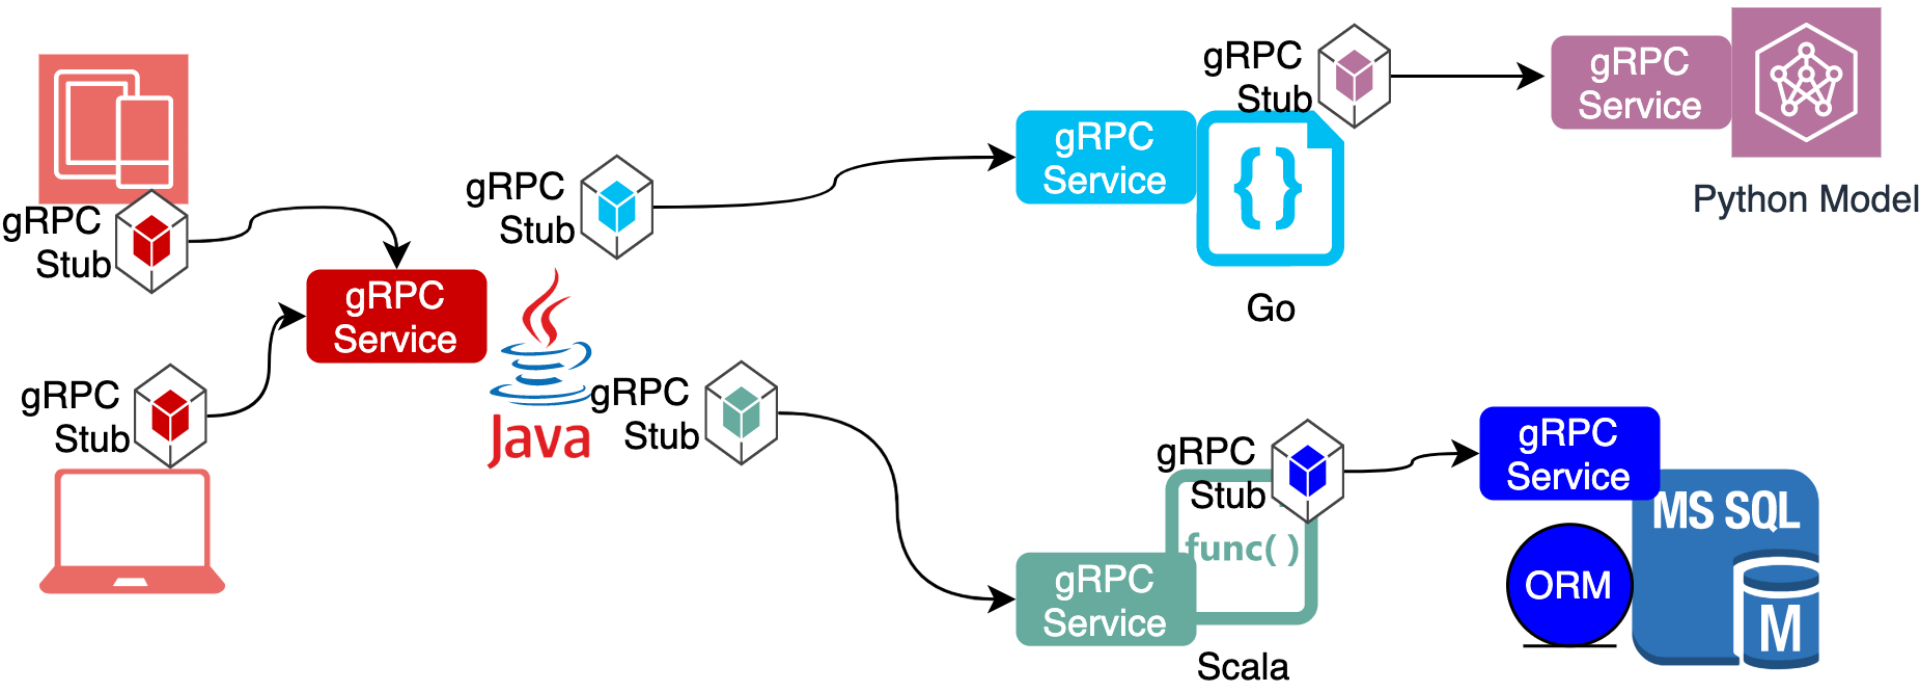 gRPC
Stub
gRPC
Stub
gRPC
Service
gRPC
Stub
Java
gRPC
Stub
gRPC
Service
{}
Go
gRPC
Stub
gRPC
Service
Python Model
gRPC
Service
func()
Scala
gRPC
Stub
gRPC
Service
MS SQL
ORM
M